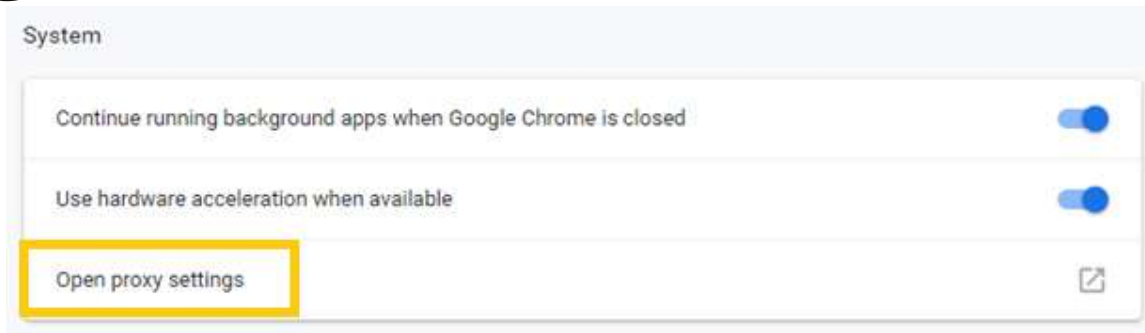 System
Continue running background apps when Google Chrome is closed
Use hardware acceleration when available
Open proxy settings